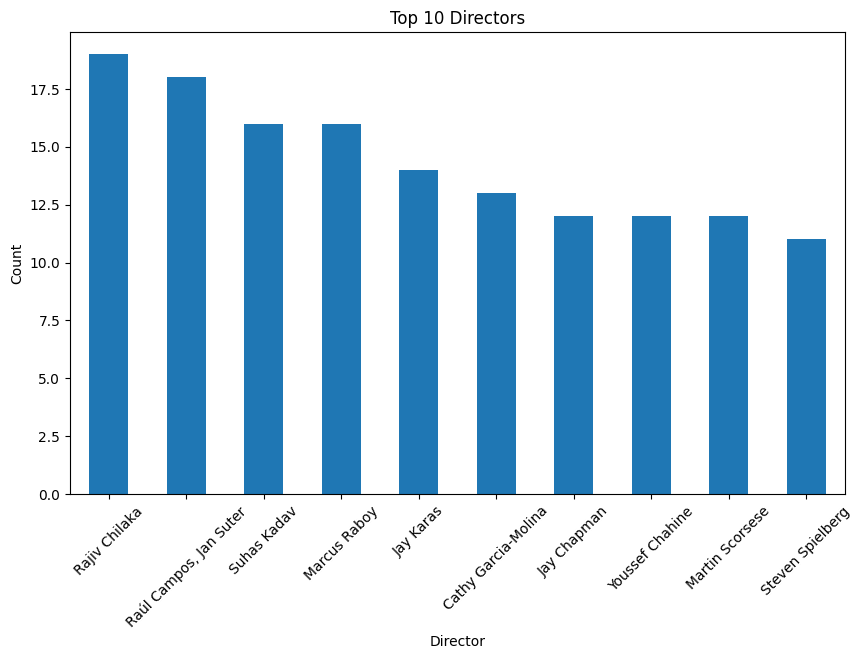 Top 10 Directors
Count
17.5
15.0
12.5
10.0
7.5
5.0
2.5
0.0
Rajiv Chilaka
Raúl Campos, Jan Suter
Suhas Kadav
Marcus Raboy
Jay Karas
Cathy Garcia-Molina
Jay Chapman
Youssef Chahine
Martin Scorsese
Steven Spielberg
Director